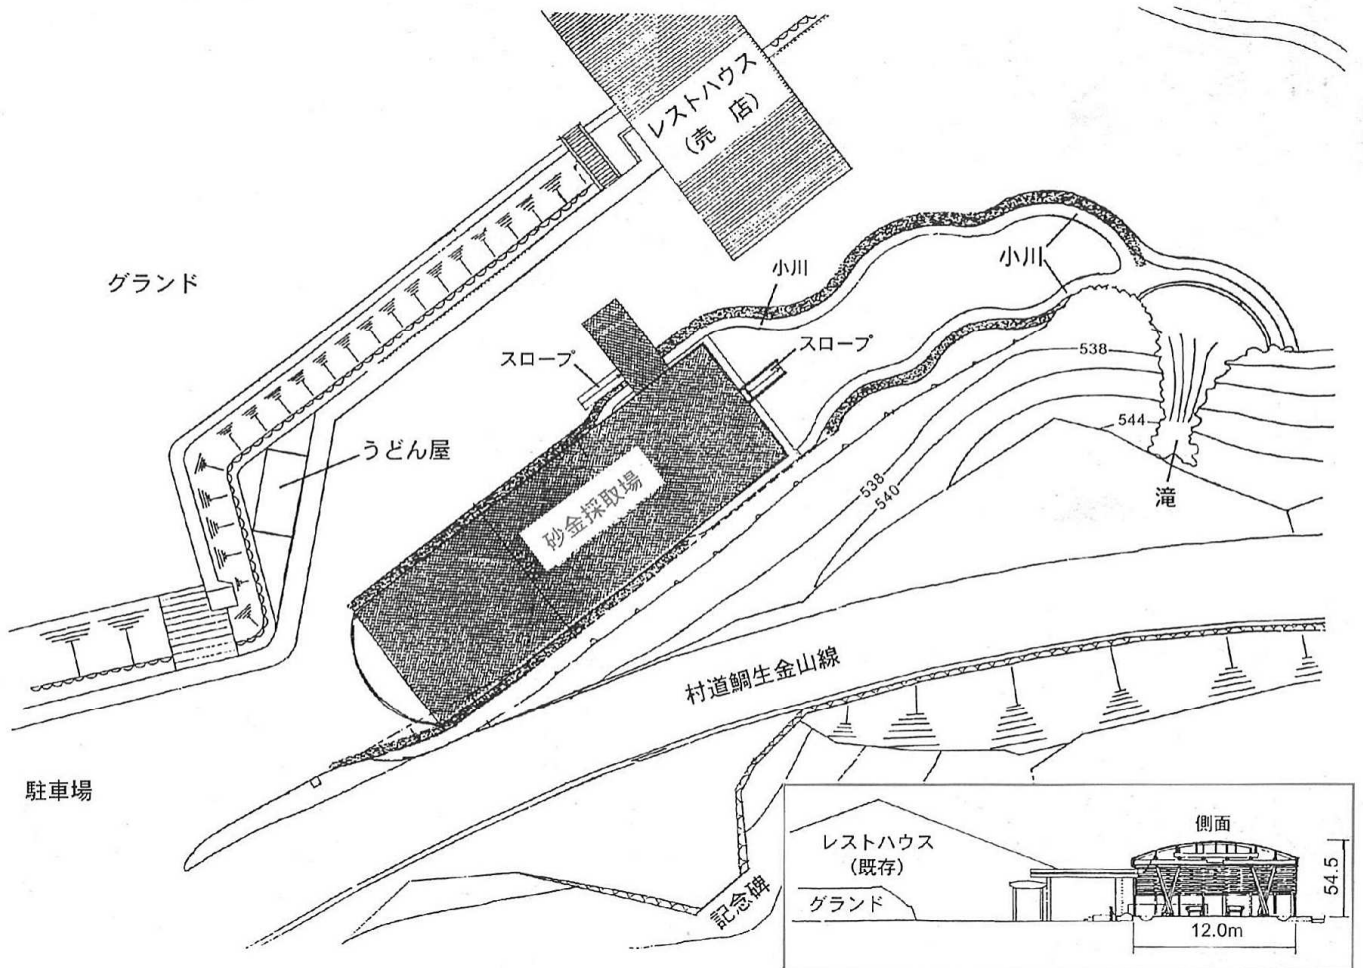 レストハウス
(売 店)
グランド
小川
小川
スロープ
スロープ
538
544
うどん屋
538
540
滝
砂金採取場
村道鯛生金山線
駐車場
記念碑
側面
レストハウス
(既存)
グランド
54.5
12.0m